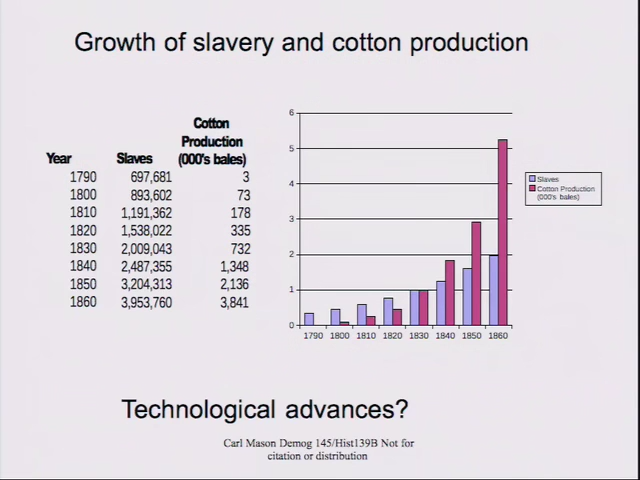 Growth of slavery and cotton production
Cotton
Production
Year Slaves (000's bales)
1790 697,681 3
1800 893,602 73
1810 1,191,362 178
1820 1,538,022 335
1830 2,009,043 732
1840 2,487,355 1,348
1850 3,204,313 2,136
1860 3,953,760 3,841
6
5
4
3
2
1
0
1790 1800 1810 1820 1830 1840 1850 1860
Slaves
Cotton Production
(000's bales)
Technological advances?
Carl Mason Demog 145/Hist139B Not for
citation or distribution